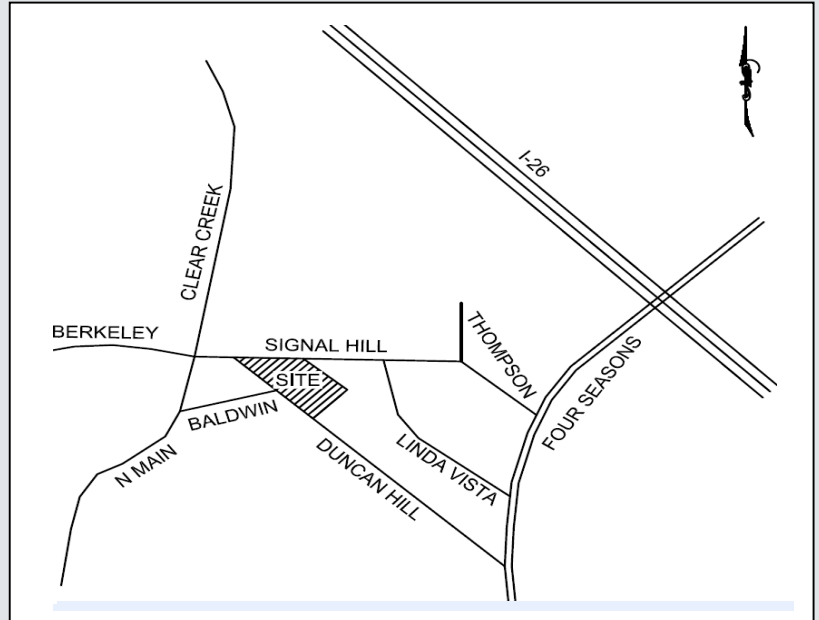 I-26
CLEAR CREEK
BERKELEY
SIGNAL HILL
THOMPSON
SITE
FOUR SEASONS
BALDWIN
N MAIN
DUNCAN HILL
LINDA VISTA